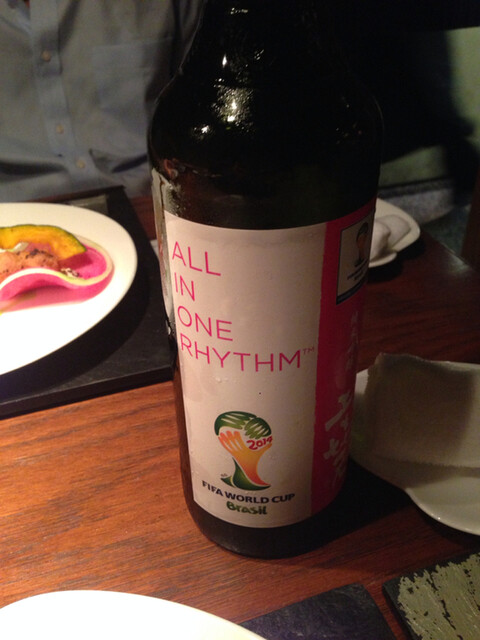 ALL
IN
ONE
RHYTHM™
2014
FIFA WORLD CUP
Brasil